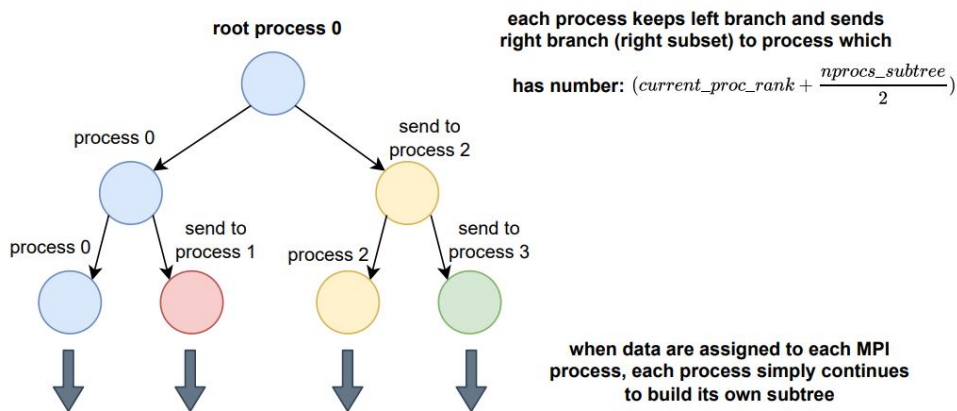 root process 0
each process keeps left branch and sends
right branch (right subset) to process which
has number: (current_proc_rank + nprocs_subtree / 2)
process 0
send to
process 2
process 0
send to
process 1
process 2
send to
process 3
when data are assigned to each MPI
process, each process simply continues
to build its own subtree